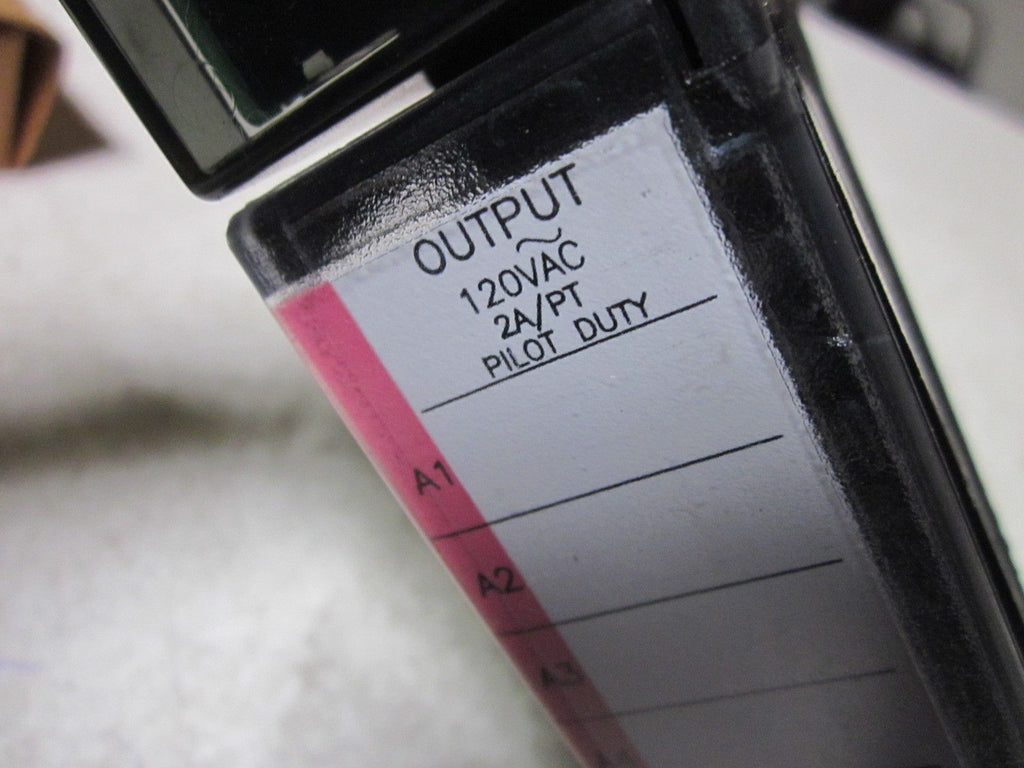 OUTPUT
~
120VAC
2A/PT
PILOT DUTY
A1
A2
A3